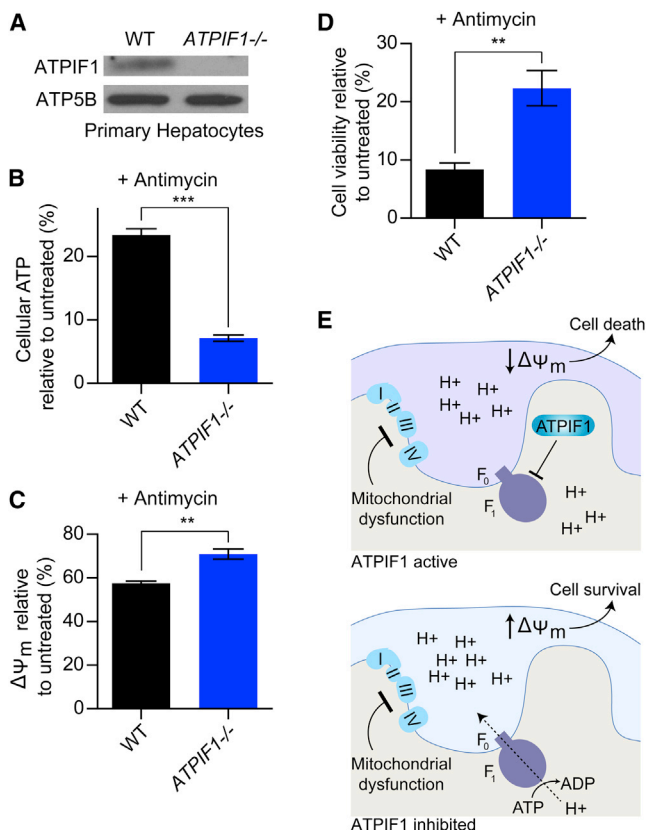 A
WT ATPIF1-/-
ATPIF1
ATP5B
Primary Hepatocytes
B
+ Antimycin
***
Cellular ATP
relative to untreated (%)
20
10
0
WT
ATPIF1-/-
C
+ Antimycin
**
ΔΨm relative
to untreated (%)
80
60
40
20
0
WT
ATPIF1-/-
D
+ Antimycin
**
Cell viability relative
to untreated (%)
30
20
10
0
WT
ATPIF1-/-
E
Cell death
↓ΔΨm
H+ H+
H+ H+ H+
H+
I
II
III
IV
ATPIF1
F0
F1
Mitochondrial
dysfunction
H+
H+
H+
ATPIF1 active
Cell survival
↑ΔΨm
H+ H+
H+ H+ H+
H+ H+ H+
I
II
III
IV
F0
F1
Mitochondrial
dysfunction
ADP
ATP
H+
ATPIF1 inhibited